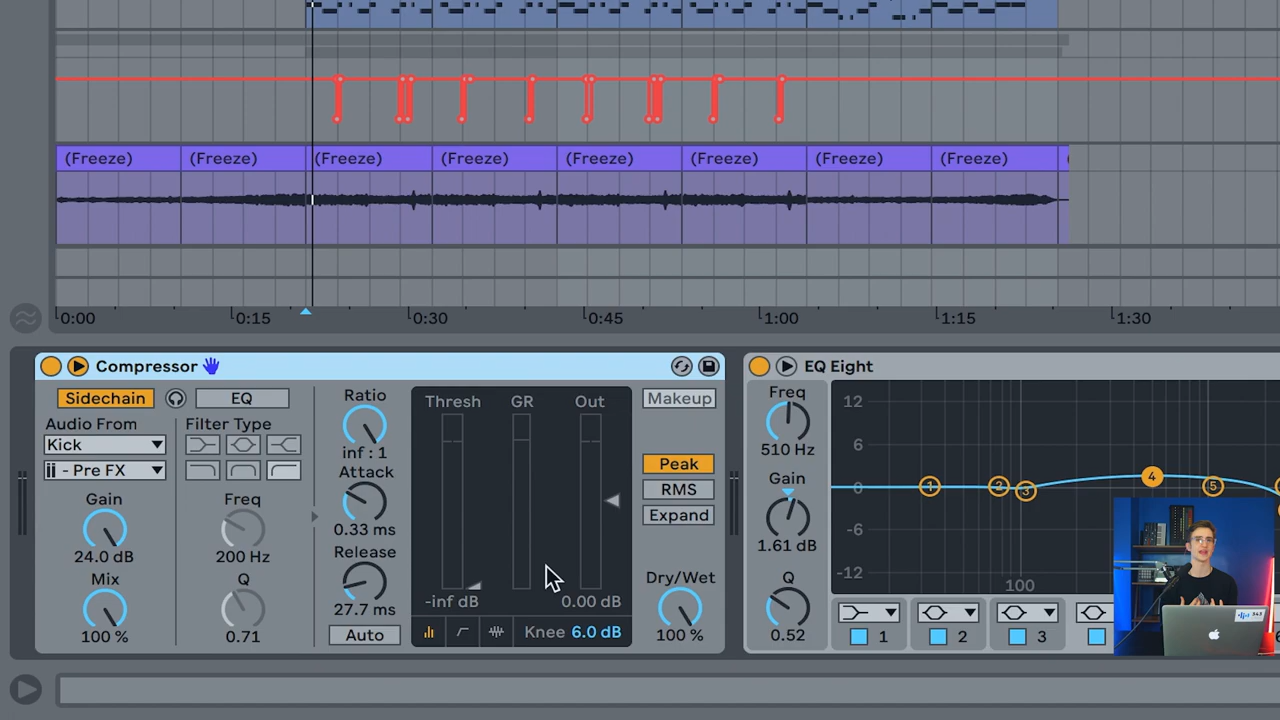 (Freeze) (Freeze) (Freeze) (Freeze) (Freeze) (Freeze) (Freeze) (Freeze)
0:00 0:15 0:30 0:45 1:00 1:15 1:30
Compressor
Sidechain
EQ
Audio From
Kick
- Pre FX
Gain
24.0 dB
Mix
100 %
Filter Type
Freq
200 Hz
Q
0.71
Ratio
inf : 1
Attack
0.33 ms
Release
27.7 ms
Auto
Thresh GR Out
-inf dB 0.00 dB
Knee 6.0 dB
Makeup
Peak
RMS
Expand
Dry/Wet
100 %
EQ Eight
Freq
510 Hz
Gain
1.61 dB
Q
0.52
12
6
0
-6
-12
1 2 3 4 5
100
1 2 3